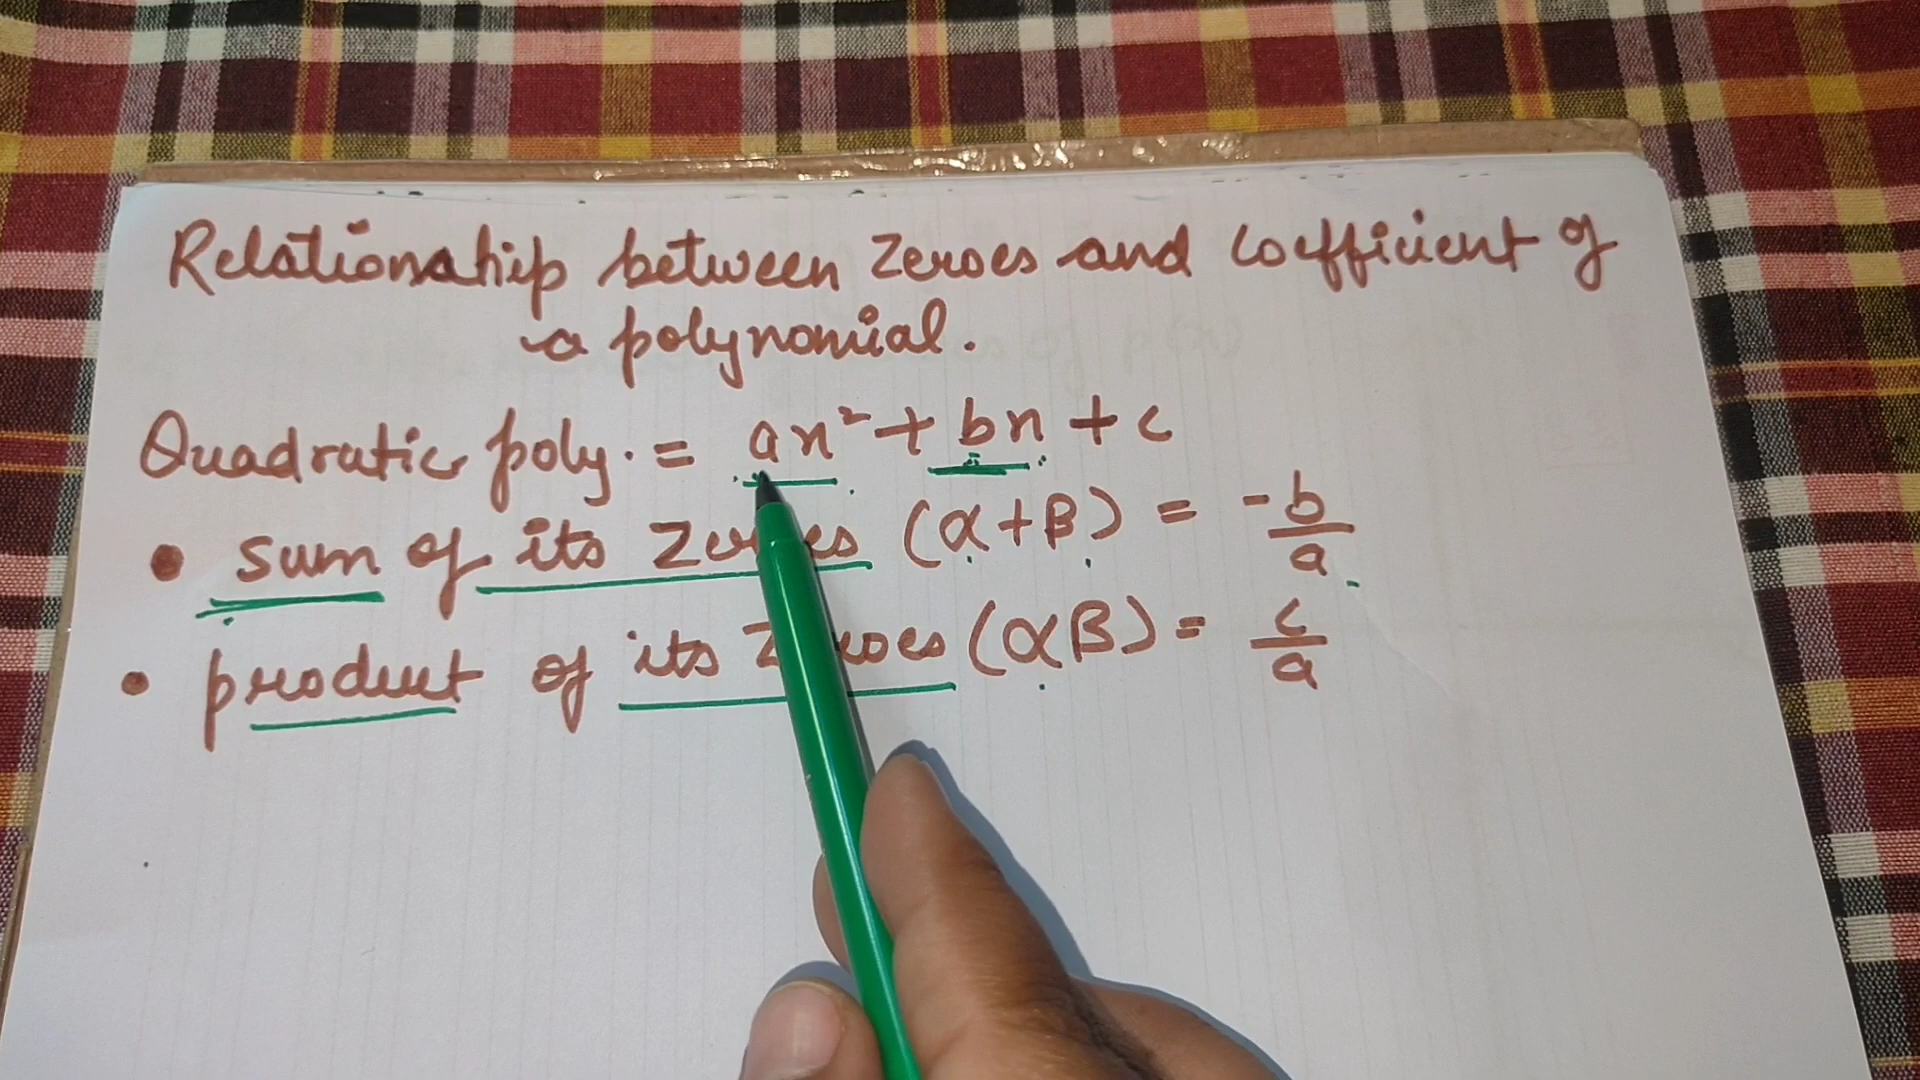 Relationship between Zeroes and coefficient of
a polynomial.
Quadratic poly. = ax² + bx + c
• sum of its Zeroes (α+β) = -b/a
• product of its Zeroes (αβ) = c/a